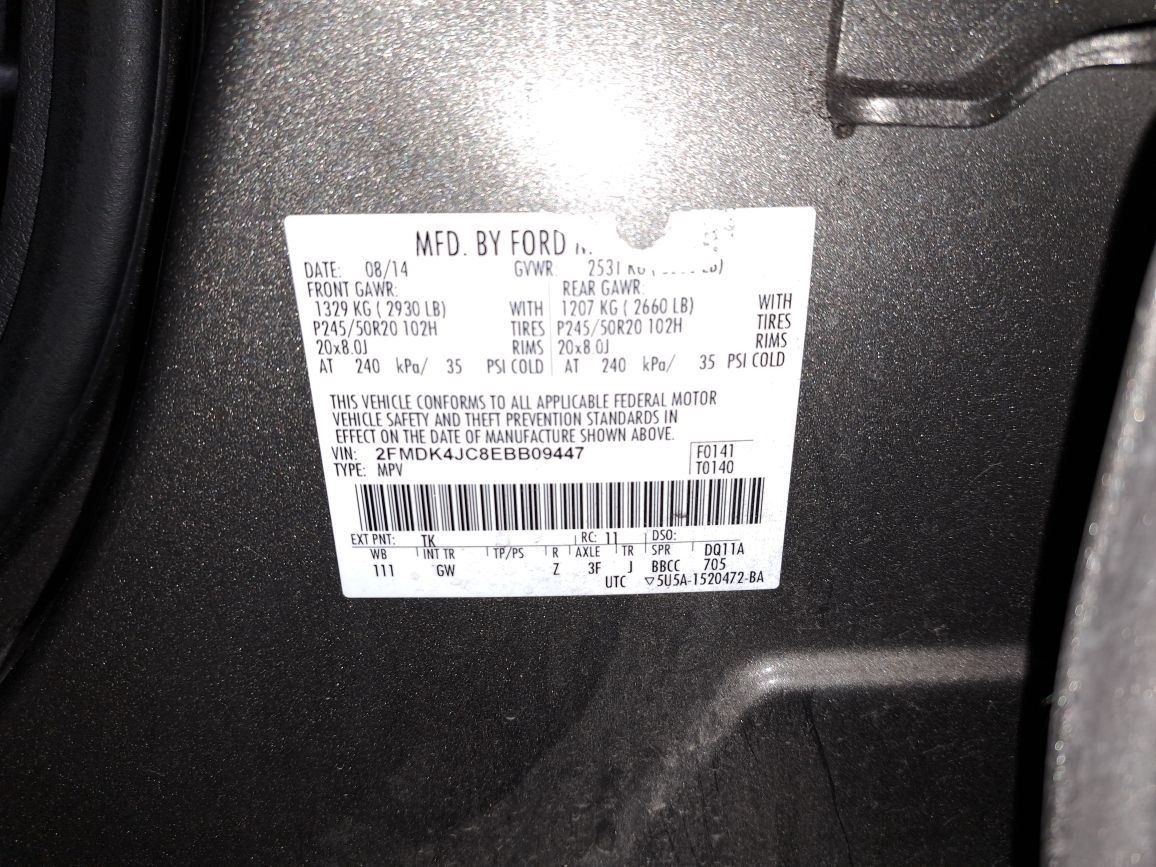 MFD. BY FORD
DATE: 08/14 GVWR 2531 KG
FRONT GAWR: REAR GAWR:
1329 KG ( 2930 LB) WITH 1207 KG ( 2660 LB) WITH
P245/50R20 102H TIRES P245/50R20 102H TIRES
20x8.0J RIMS 20x8.0J RIMS
AT 240 kPa/ 35 PSI COLD AT 240 kPa/ 35 PSI COLD
THIS VEHICLE CONFORMS TO ALL APPLICABLE FEDERAL MOTOR
VEHICLE SAFETY AND THEFT PREVENTION STANDARDS IN
EFFECT ON THE DATE OF MANUFACTURE SHOWN ABOVE.
VIN: 2FMDK4JC8EBB09447 F0141
TYPE: MPV T0140
EXT PNT: TK RC: 11 DSO:
WB INT TR TP/PS R AXLE TR SPR DQ11A
111 GW Z 3F J BBCC 705
UTC ▽5U5A-1520472-BA